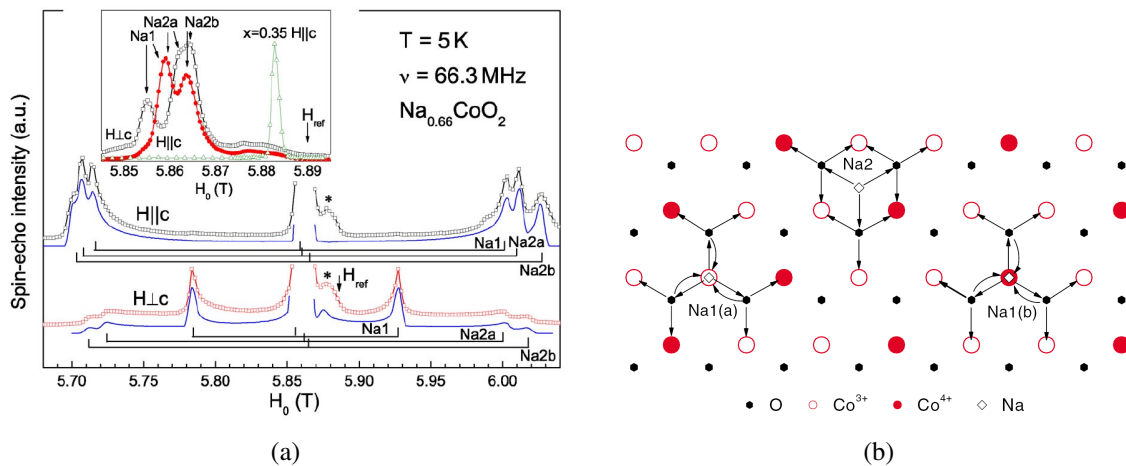 Na2a
Na2b
Na1
x=0.35 H||c
H⊥c
H||c
H_ref
5.85 5.86 5.87 5.88 5.89
H₀ (T)
T = 5 K
ν = 66.3 MHz
Na₀.₆₆CoO₂
Spin-echo intensity (a.u.)
H||c
*
Na1
Na2a
Na2b
H⊥c
*
H_ref
Na1
Na2a
Na2b
5.70 5.75 5.80 5.85 5.90 5.95 6.00
H₀ (T)
(a)
Na2
Na1(a)
Na1(b)
O
Co³⁺
Co⁴⁺
Na
(b)